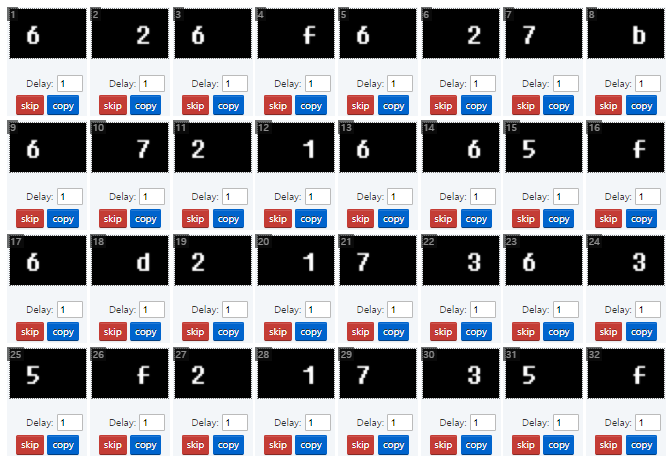 1 2 3 4 5 6 7 8
6 2 6 f 6 2 7 b
Delay: 1 Delay: 1 Delay: 1 Delay: 1 Delay: 1 Delay: 1 Delay: 1 Delay: 1
skip copy skip copy skip copy skip copy skip copy skip copy skip copy skip copy
9 10 11 12 13 14 15 16
6 7 2 1 6 6 5 f
Delay: 1 Delay: 1 Delay: 1 Delay: 1 Delay: 1 Delay: 1 Delay: 1 Delay: 1
skip copy skip copy skip copy skip copy skip copy skip copy skip copy skip copy
17 18 19 20 21 22 23 24
6 d 2 1 7 3 6 3
Delay: 1 Delay: 1 Delay: 1 Delay: 1 Delay: 1 Delay: 1 Delay: 1 Delay: 1
skip copy skip copy skip copy skip copy skip copy skip copy skip copy skip copy
25 26 27 28 29 30 31 32
5 f 2 1 7 3 5 f
Delay: 1 Delay: 1 Delay: 1 Delay: 1 Delay: 1 Delay: 1 Delay: 1 Delay: 1
skip copy skip copy skip copy skip copy skip copy skip copy skip copy skip copy